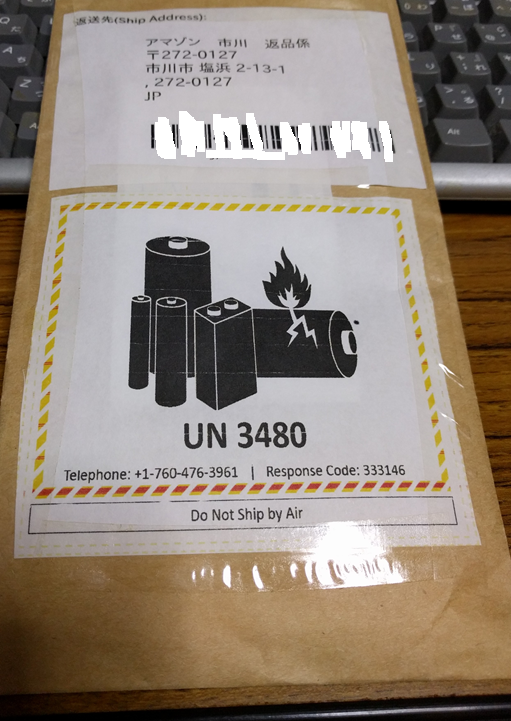 返送先(Ship Address):
アマゾン 市川 返品係
〒272-0127
市川市 塩浜 2-13-1
, 272-0127
JP
UN 3480
Telephone: +1-760-476-3961 | Response Code: 333146
Do Not Ship by Air
Alt